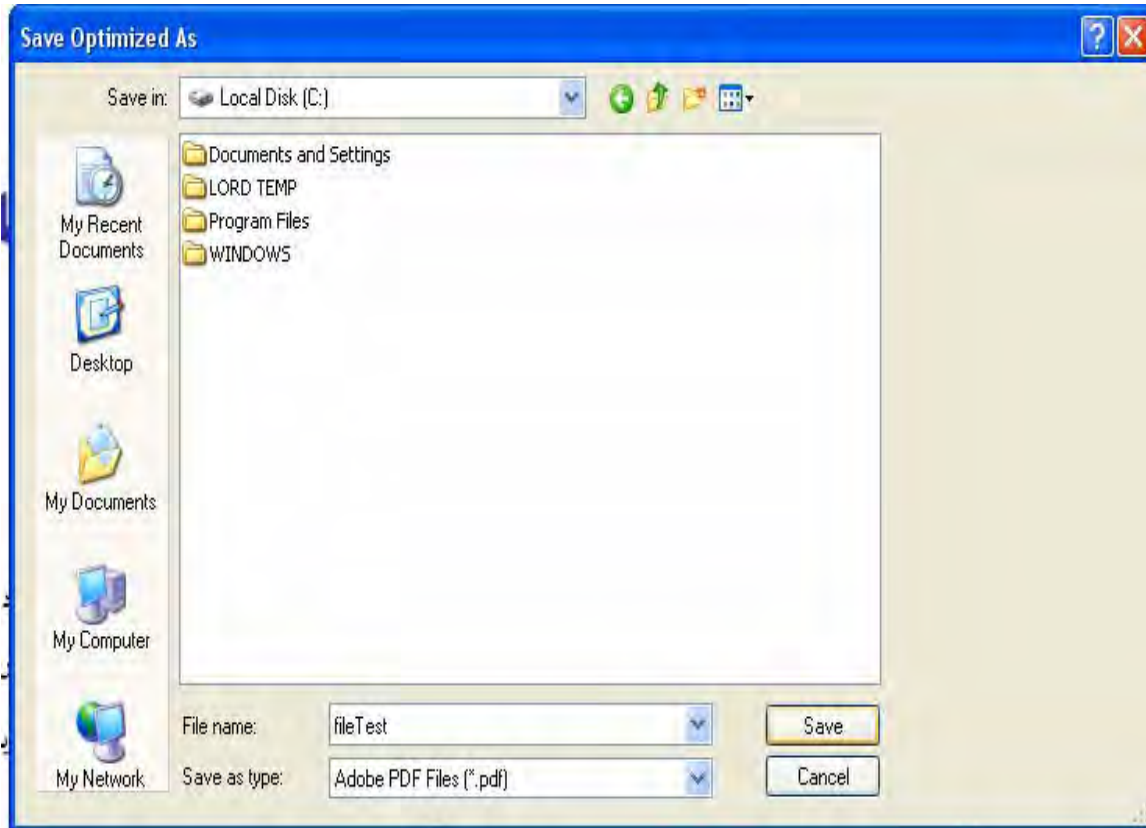 Save Optimized As
Save in:
Local Disk (C:)
Documents and Settings
LORD TEMP
Program Files
WINDOWS
My Recent
Documents
Desktop
My Documents
My Computer
My Network
File name:
fileTest
Save
Save as type:
Adobe PDF Files (*.pdf)
Cancel